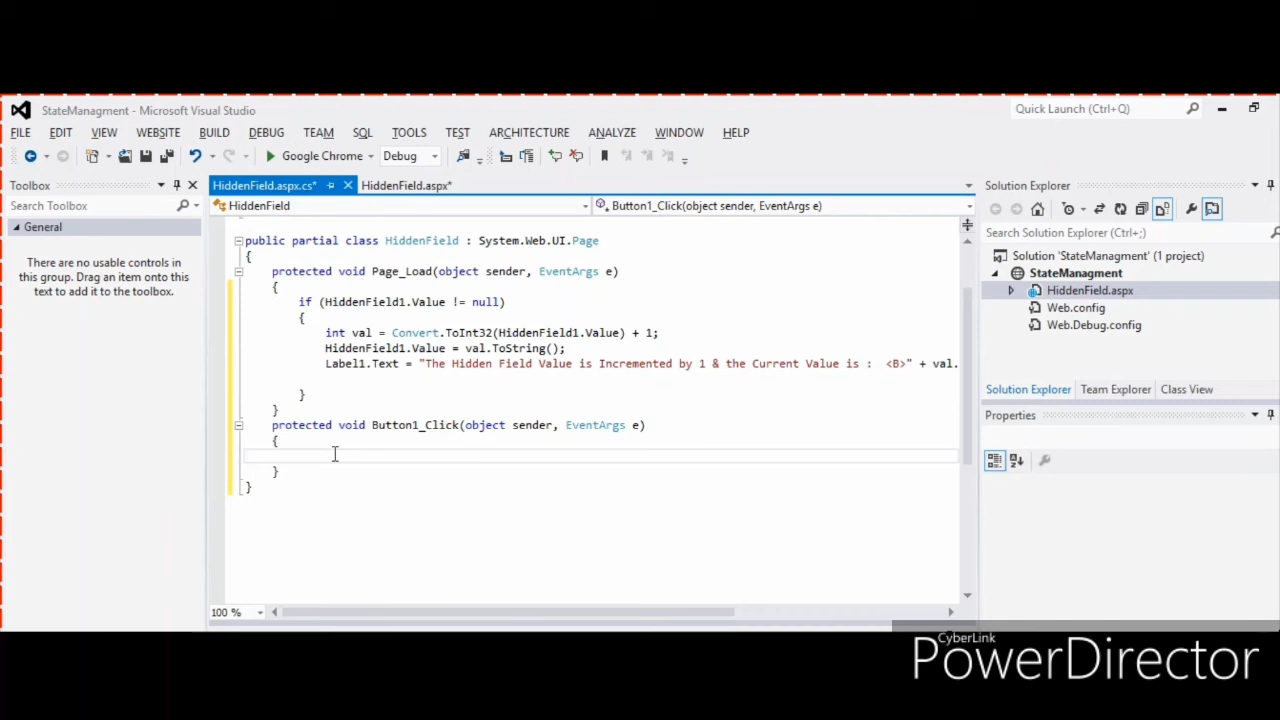 StateManagment - Microsoft Visual Studio
Quick Launch (Ctrl+Q)
FILE EDIT VIEW WEBSITE BUILD DEBUG TEAM SQL TOOLS TEST ARCHITECTURE ANALYZE WINDOW HELP
Google Chrome Debug
Toolbox
Search Toolbox
General
There are no usable controls in
this group. Drag an item onto this
text to add it to the toolbox.
HiddenField.aspx.cs* HiddenField.aspx*
HiddenField Button1_Click(object sender, EventArgs e)
public partial class HiddenField : System.Web.UI.Page
{
protected void Page_Load(object sender, EventArgs e)
{
if (HiddenField1.Value != null)
{
int val = Convert.ToInt32(HiddenField1.Value) + 1;
HiddenField1.Value = val.ToString();
Label1.Text = "The Hidden Field Value is Incremented by 1 & the Current Value is :  <B>" + val.
}
}
protected void Button1_Click(object sender, EventArgs e)
{
}
}
100 %
Solution Explorer
Search Solution Explorer (Ctrl+;)
Solution 'StateManagment' (1 project)
StateManagment
HiddenField.aspx
Web.config
Web.Debug.config
Solution Explorer Team Explorer Class View
Properties
CyberLink
PowerDirector